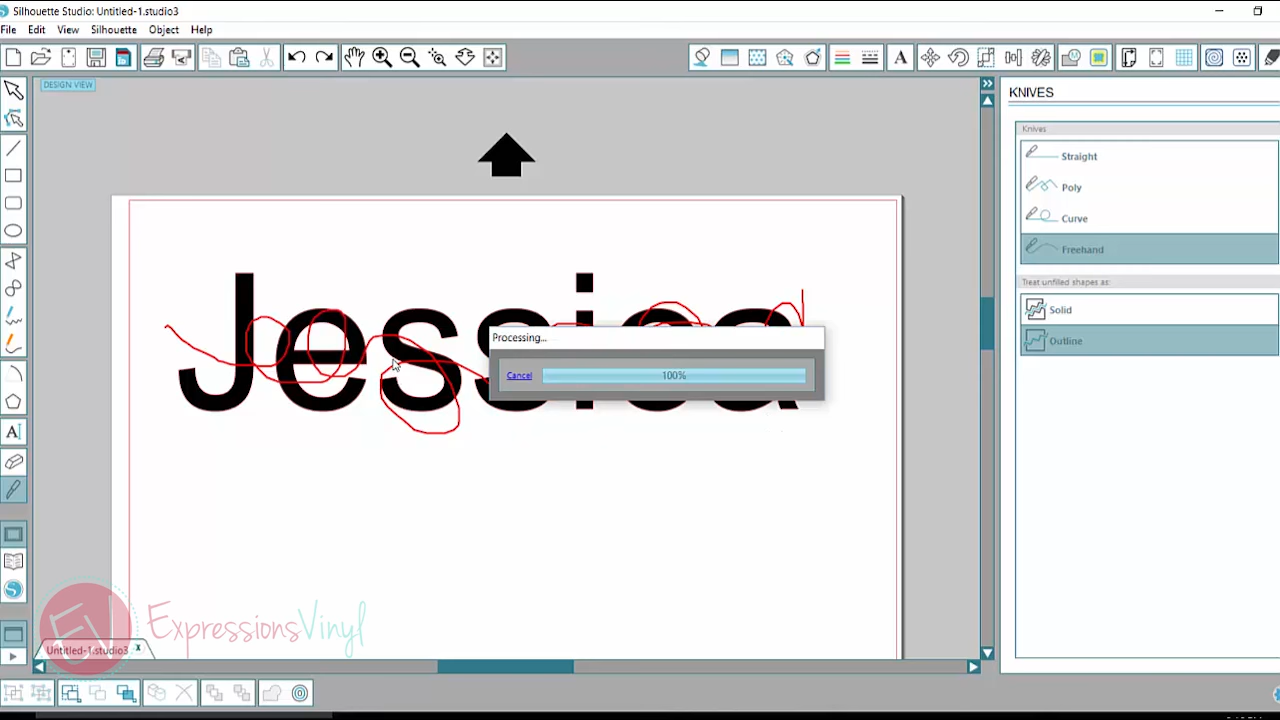 Silhouette Studio: Untitled-1.studio3
File Edit View Silhouette Object Help
DESIGN VIEW
KNIVES
Knives
Straight
Poly
Curve
Freehand
Treat unfilled shapes as:
Solid
Outline
Jessica
Processing...
Cancel 100%
EV ExpressionsVinyl
Untitled-1.studio3 x